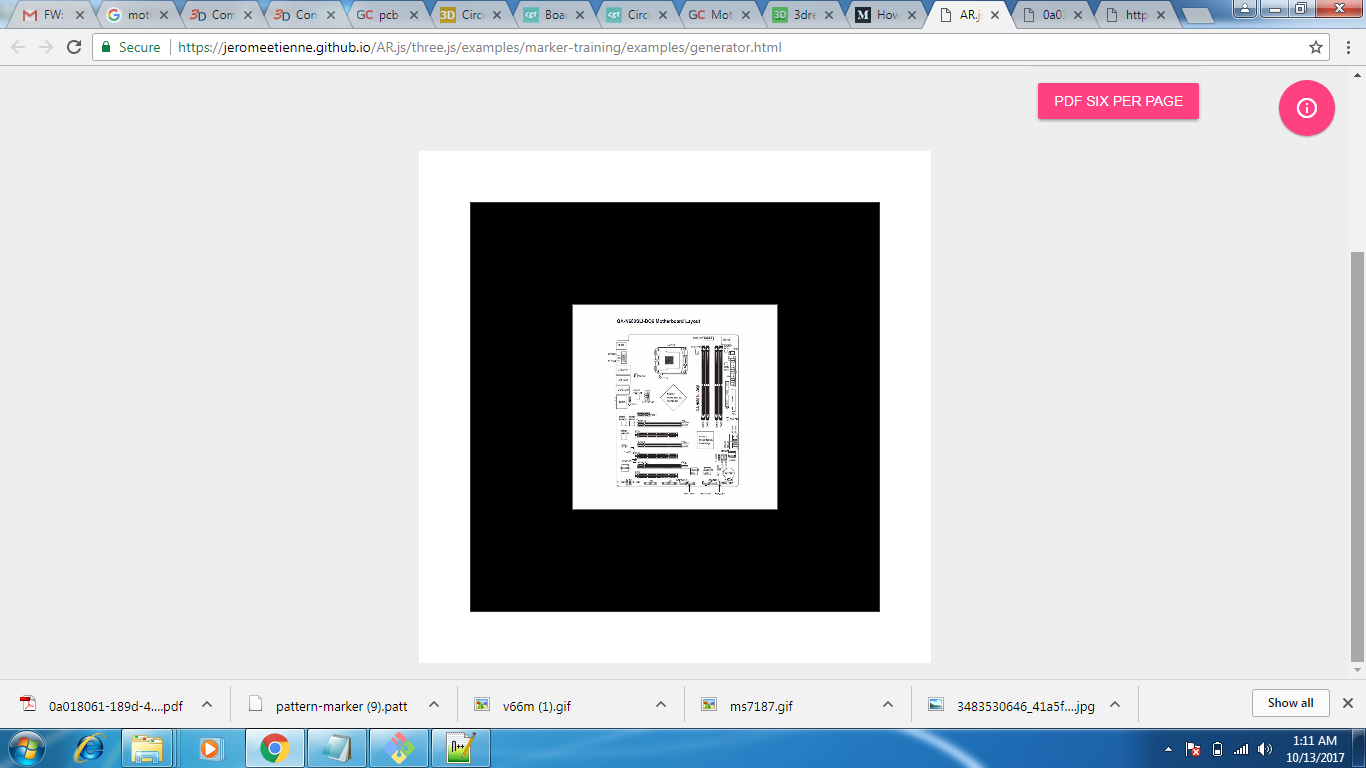 FW: mot Com Con pcb Circ Boa Circ Mot 3dre How AR.js 0a0 http
Secure https://jeromeetienne.github.io/AR.js/three.js/examples/marker-training/examples/generator.html
PDF SIX PER PAGE
Motherboard Layout
0a018061-189d-4....pdf pattern-marker (9).patt v66m (1).gif ms7187.gif 3483530646_41a5f....jpg Show all
1:11 AM
10/13/2017